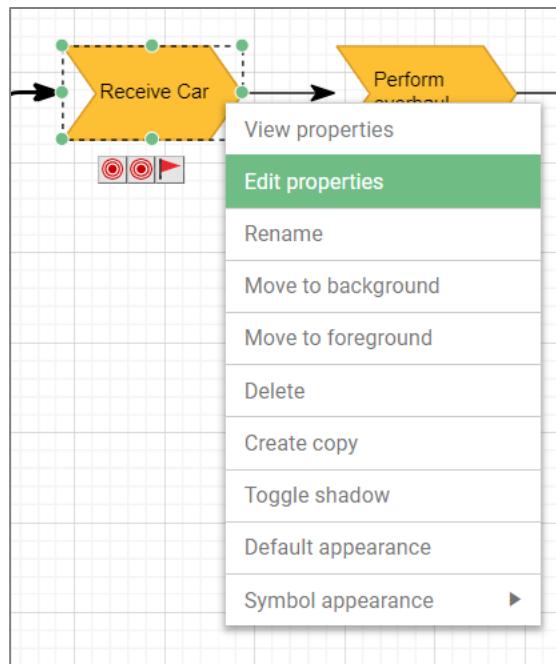 Receive Car
Perform
overhaul
View properties
Edit properties
Rename
Move to background
Move to foreground
Delete
Create copy
Toggle shadow
Default appearance
Symbol appearance